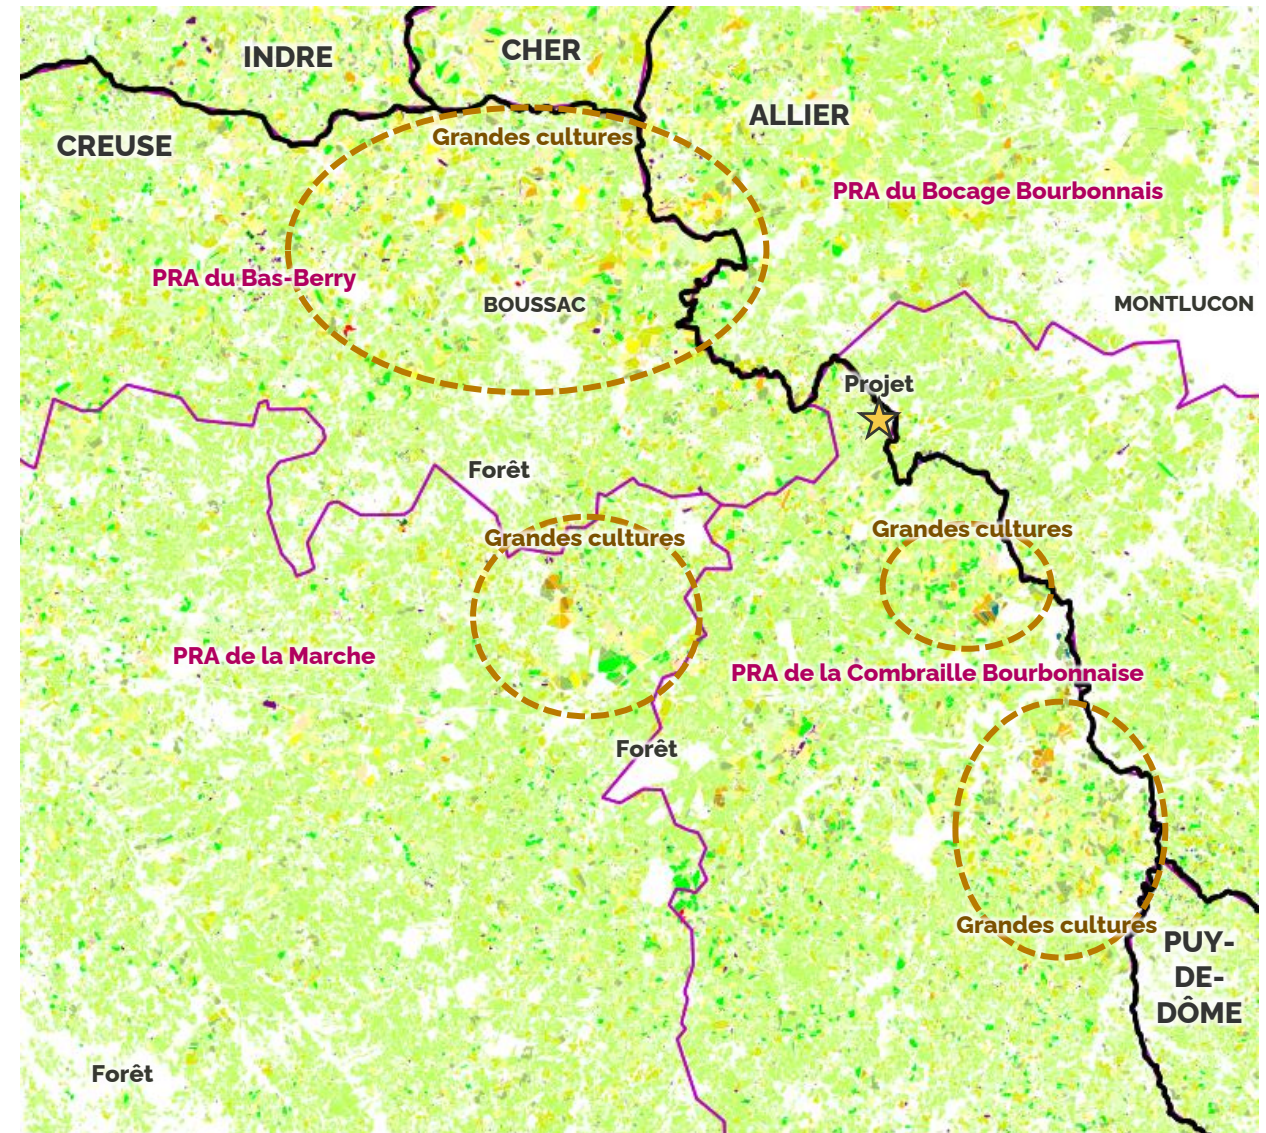 INDRE
CHER
ALLIER
CREUSE
Grandes cultures
PRA du Bocage Bourbonnais
PRA du Bas-Berry
BOUSSAC
MONTLUCON
Projet
Forêt
Grandes cultures
Grandes cultures
PRA de la Marche
PRA de la Combraille Bourbonnaise
Forêt
Grandes cultures
PUY-
DE-
DÔME
Forêt